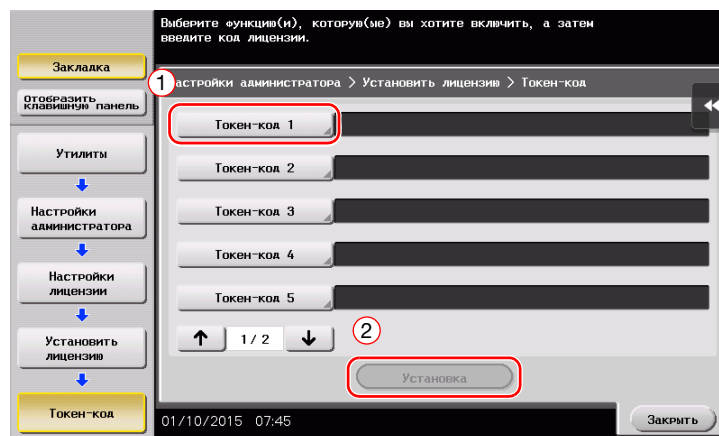 Выберите функцию(и), которую(ые) вы хотите включить, а затем
введите код лицензии.
Закладка
Отобразить
клавишную панель
Утилиты
Настройки
администратора
Настройки
лицензии
Установить
лицензию
Токен-код
1
астройки администратора > Установить лицензию > Токен-код
Токен-код 1
Токен-код 2
Токен-код 3
Токен-код 4
Токен-код 5
1/2
2
Установка
01/10/2015 07:45
Закрыть